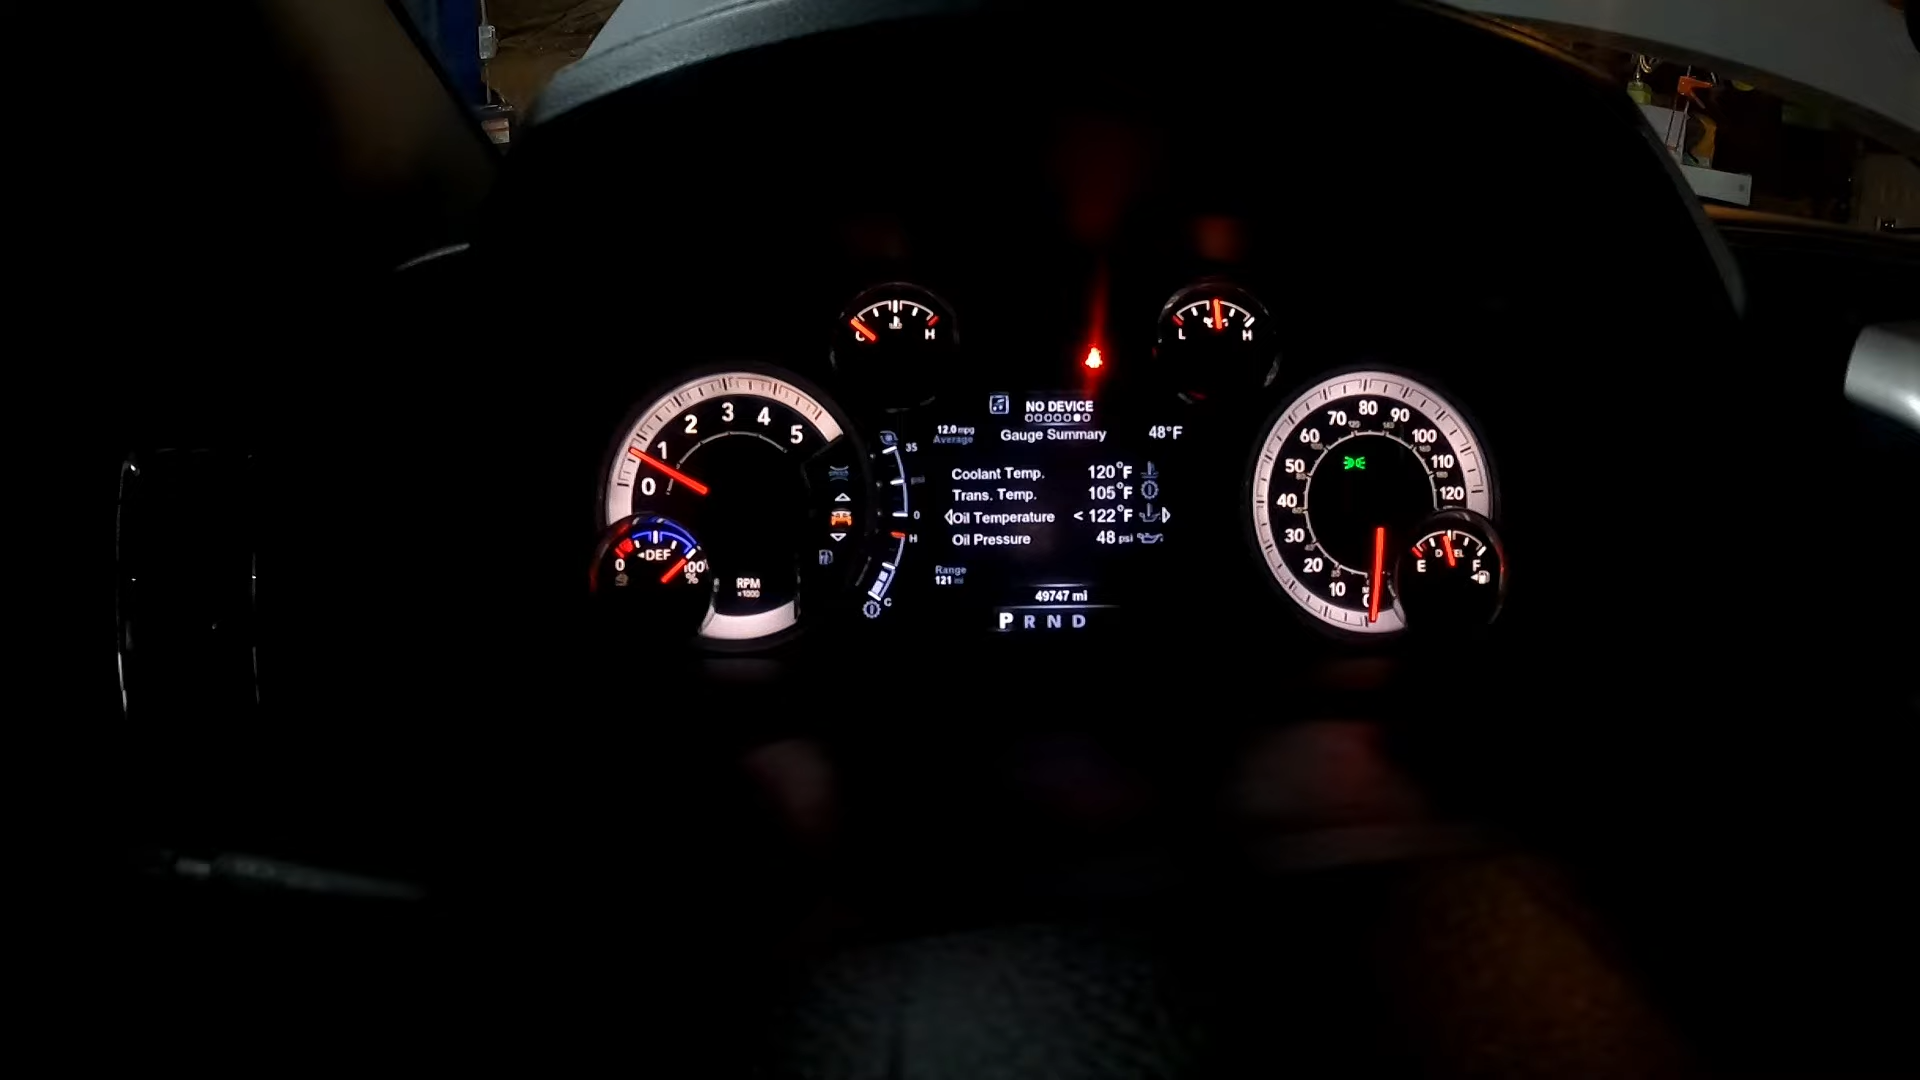 C H
L H
NO DEVICE
12.0 mpg
Average
Gauge Summary
48°F
Coolant Temp. 120°F
Trans. Temp. 105°F
Oil Temperature < 122°F
Oil Pressure 48 psi
Range
121 mi
49747 mi
P R N D
0 1 2 3 4 5
RPM
x1000
0 DEF 100
%
35
psi
0
H
C
0 10 20 30 40 50 60 70 80 90 100 110 120
E F